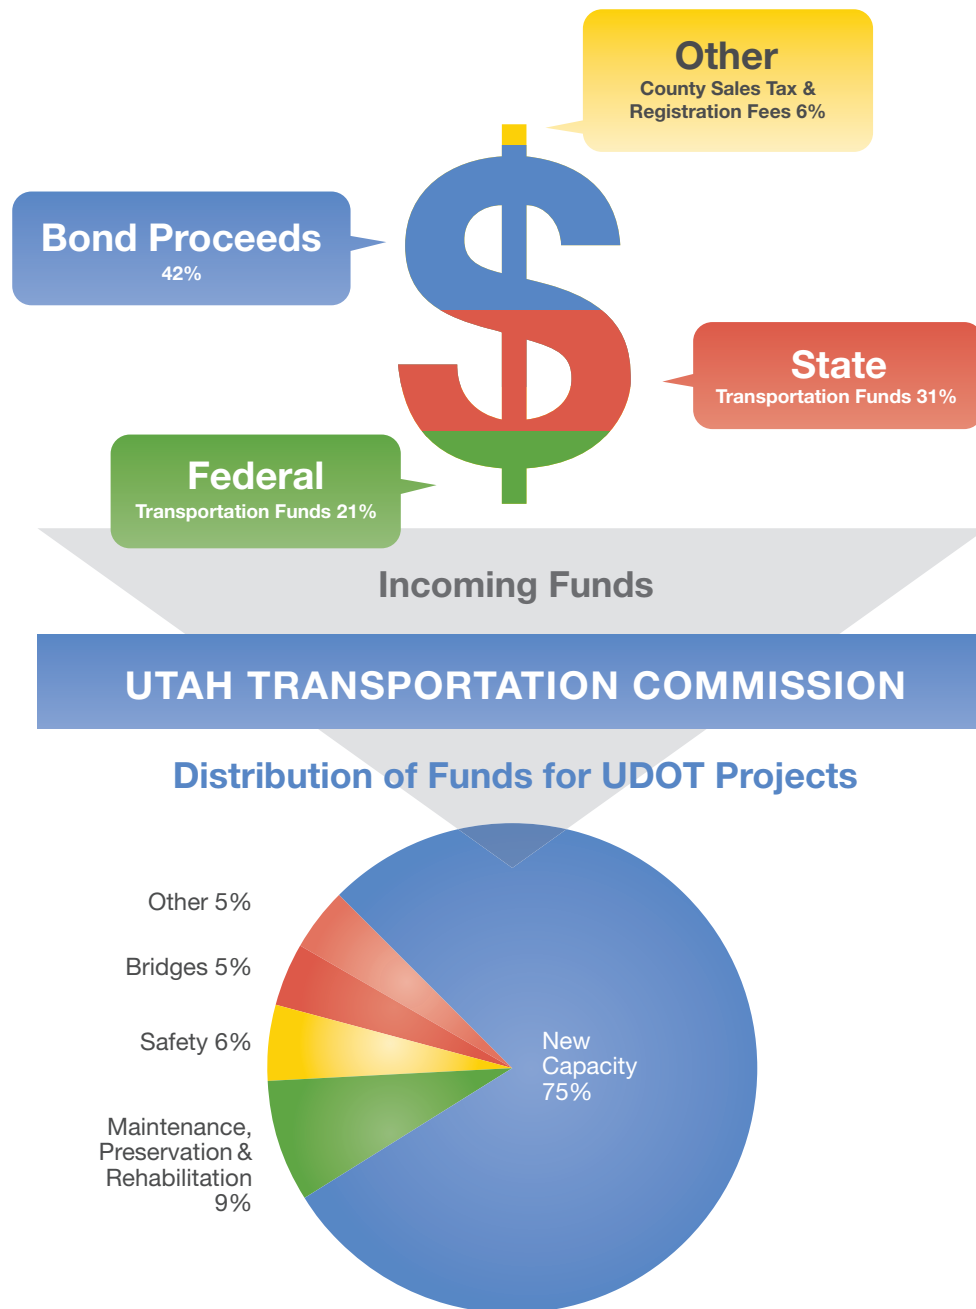 Other
County Sales Tax &
Registration Fees 6%
Bond Proceeds
42%
State
Transportation Funds 31%
Federal
Transportation Funds 21%
Incoming Funds
UTAH TRANSPORTATION COMMISSION
Distribution of Funds for UDOT Projects
Other 5%
Bridges 5%
Safety 6%
New
Capacity
75%
Maintenance,
Preservation &
Rehabilitation
9%